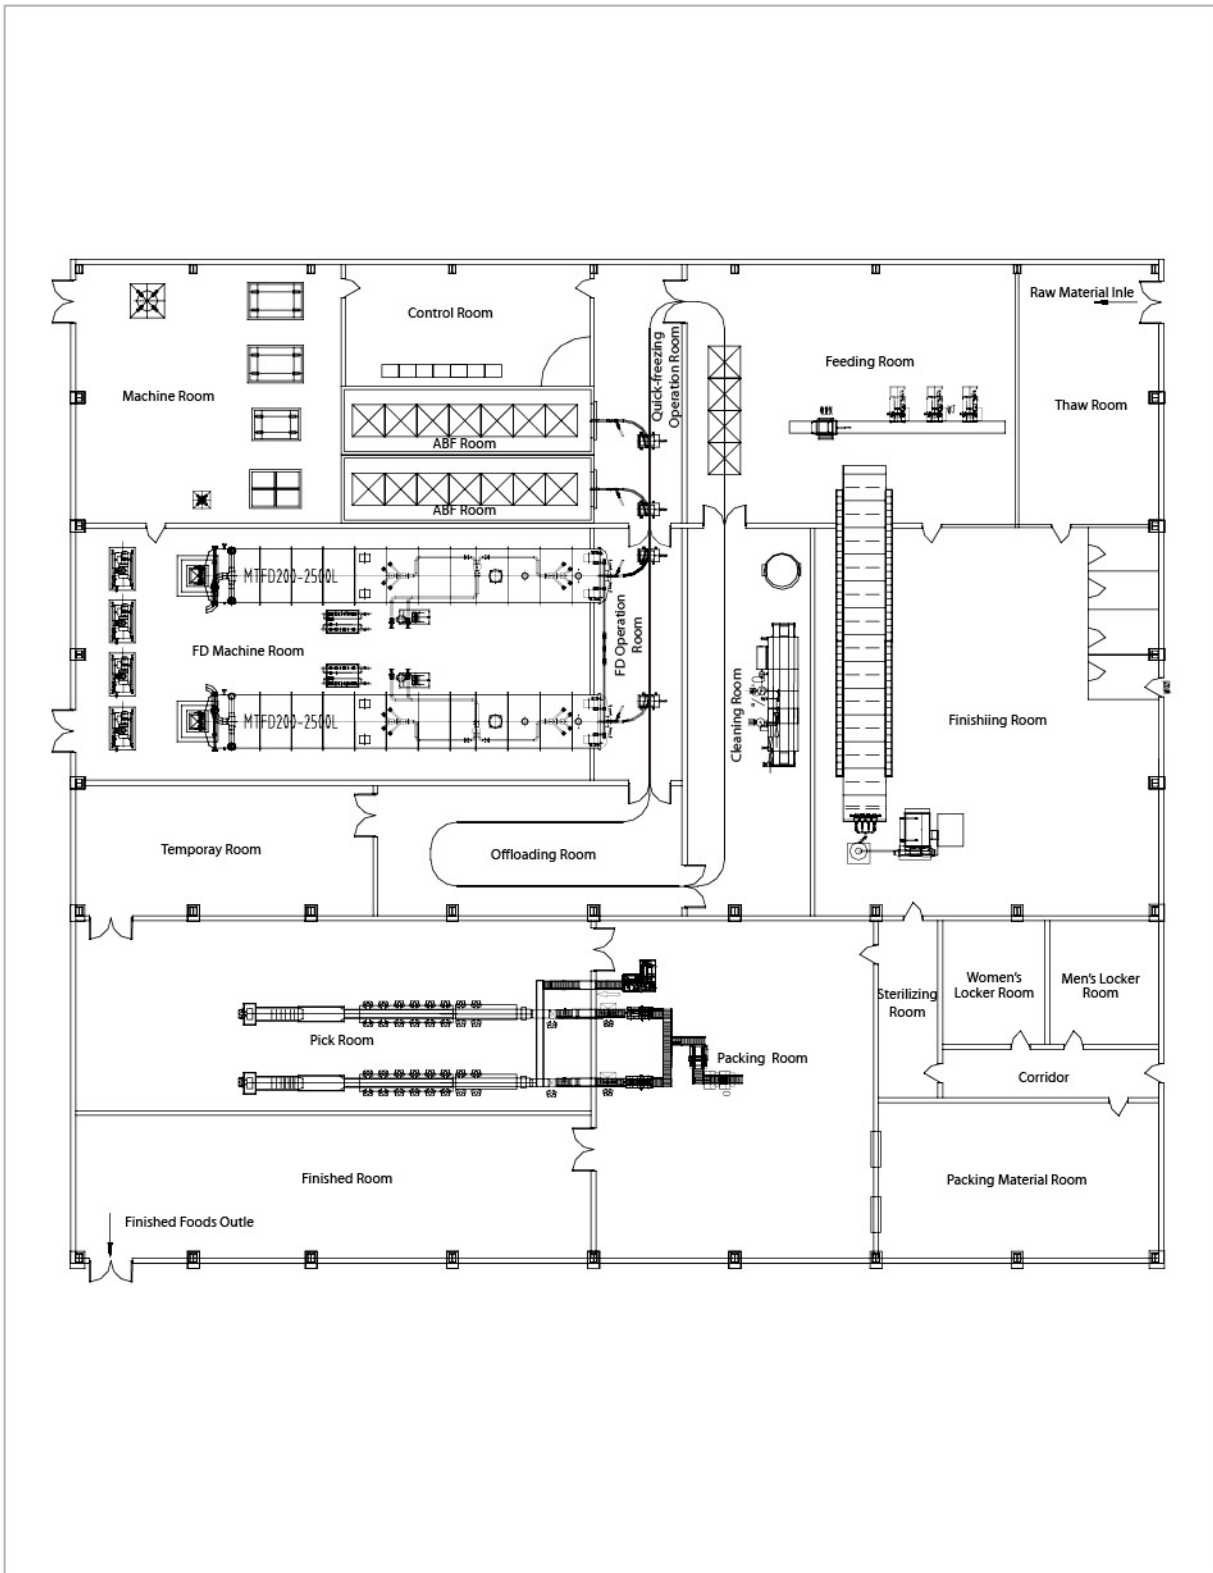 Raw Material Inle
Control Room
Quick-freezing
Operation Room
Feeding Room
Machine Room
Thaw Room
ABF Room
ABF Room
MTFD200-2500L
FD Machine Room
FD Operation
Room
MTFD200-2500L
Cleaning Room
Finishiing Room
Temporay Room
Offloading Room
Women's
Locker Room
Men's Locker
Room
Sterilizing
Room
Pick Room
Packing Room
Corridor
Finished Room
Packing Material Room
Finished Foods Outle